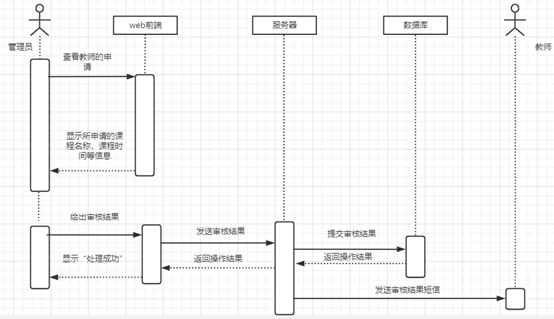 管理员
web前端
服务器
数据库
教师
查看教师的申
请
显示所申请的课
程名称，课程时
间等信息
给出审核结果
发送审核结果
提交审核结果
显示“处理成功”
返回操作结果
返回操作结果
发送审核结果短信